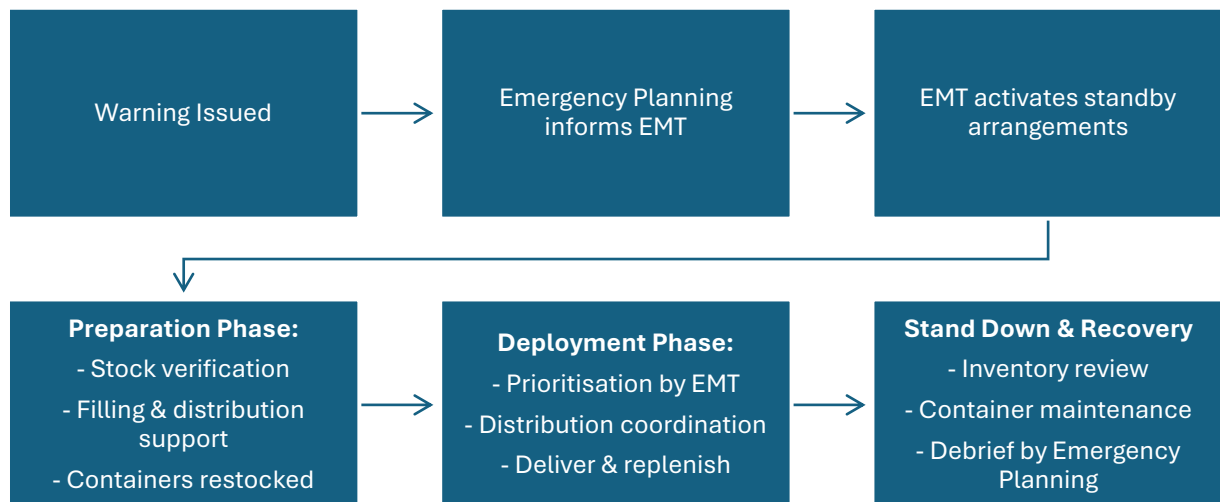 Warning Issued
Emergency Planning
informs EMT
EMT activates standby
arrangements
Preparation Phase:
- Stock verification
- Filling & distribution
support
- Containers restocked
Deployment Phase:
- Prioritisation by EMT
- Distribution coordination
- Deliver & replenish
Stand Down & Recovery
- Inventory review
- Container maintenance
- Debrief by Emergency
Planning